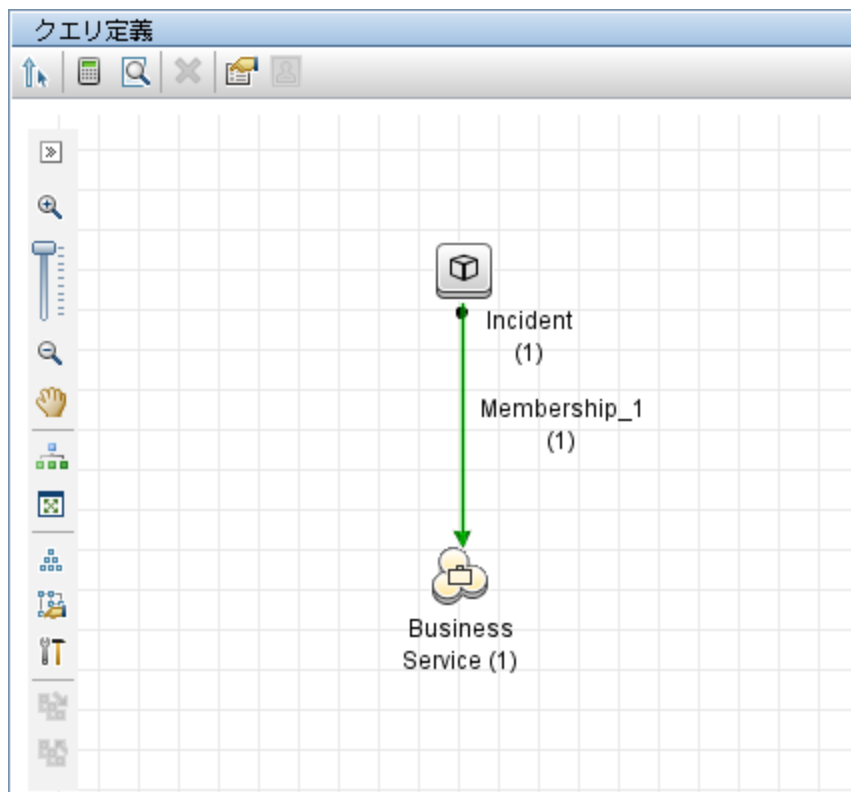 クエリ定義
Incident
(1)
Membership_1
(1)
Business
Service (1)